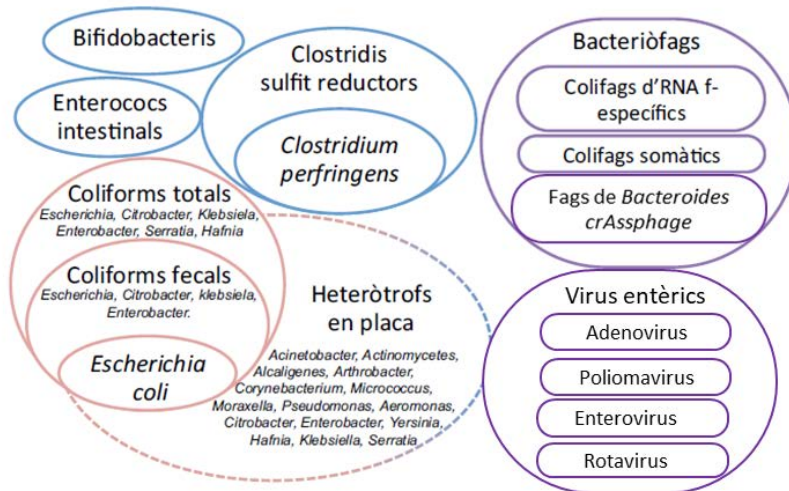 Bifidobacteris
Enterococs
intestinals
Clostridis
sulfit reductors
Clostridium
perfringens
Coliforms totals
Escherichia, Citrobacter, Klebsiela,
Enterobacter, Serratia, Hafnia
Coliforms fecals
Escherichia, Citrobacter, klebsiela,
Enterobacter.
Escherichia
coli
Heteròtrofs
en placa
Acinetobacter, Actinomycetes,
Alcaligenes, Arthrobacter,
Corynebacterium, Micrococcus,
Moraxella, Pseudomonas, Aeromonas,
Citrobacter, Enterobacter, Yersinia,
Hafnia, Klebsiella, Serratia
Bacteriòfags
Colifags d’RNA f-
específics
Colifags somàtics
Fags de Bacteroides
crAssphage
Virus entèrics
Adenovirus
Poliomavirus
Enterovirus
Rotavirus